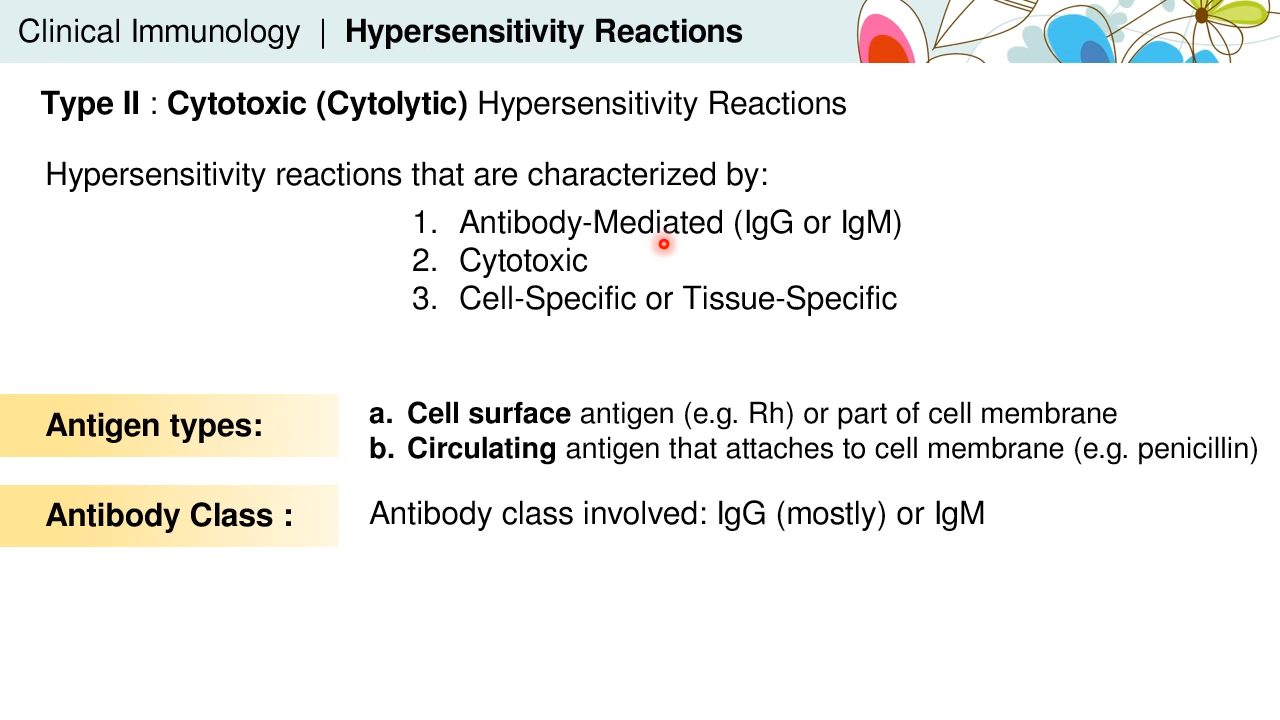 Clinical Immunology | Hypersensitivity Reactions
Type II : Cytotoxic (Cytolytic) Hypersensitivity Reactions
Hypersensitivity reactions that are characterized by:
1. Antibody-Mediated (IgG or IgM)
2. Cytotoxic
3. Cell-Specific or Tissue-Specific
Antigen types:
a. Cell surface antigen (e.g. Rh) or part of cell membrane
b. Circulating antigen that attaches to cell membrane (e.g. penicillin)
Antibody Class :
Antibody class involved: IgG (mostly) or IgM